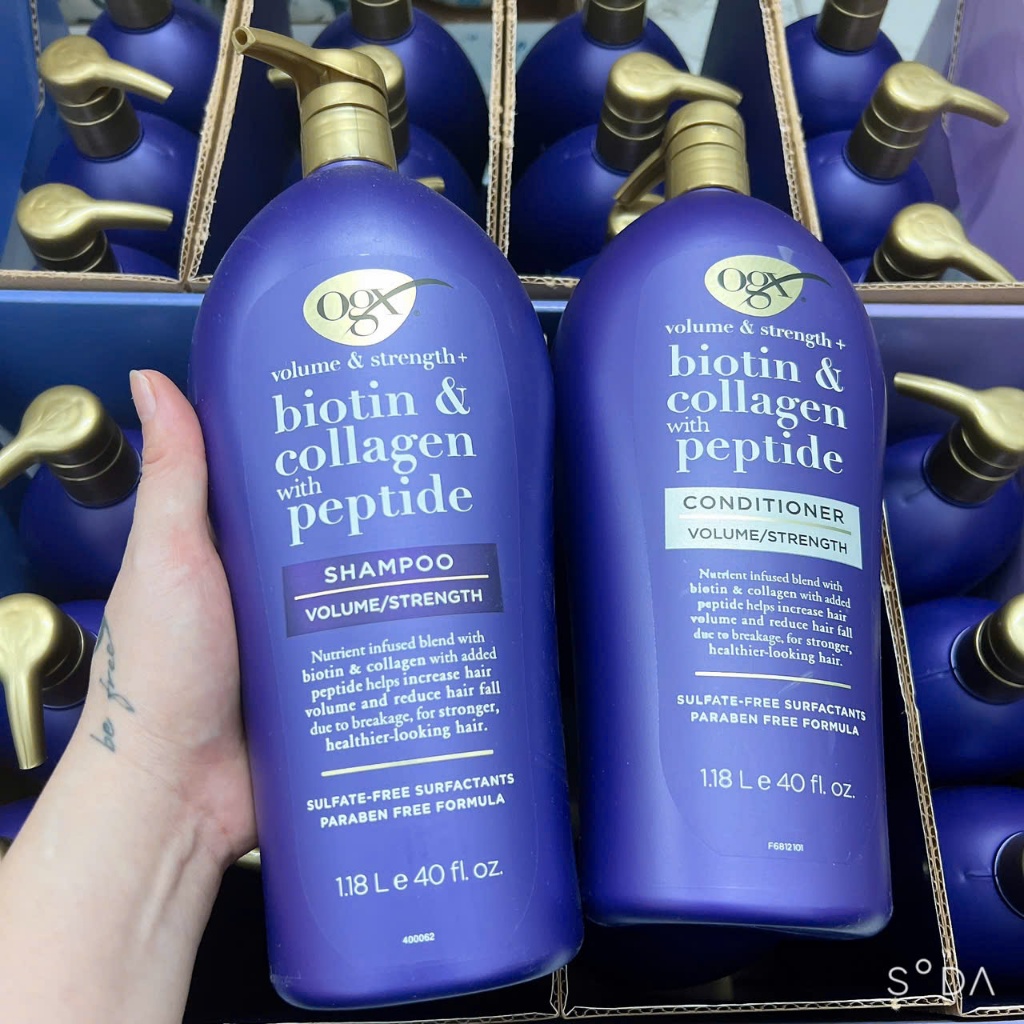 ogx
volume & strength+
biotin &
collagen
with
peptide
SHAMPOO
VOLUME/STRENGTH
Nutrient infused blend with
biotin & collagen with added
peptide helps increase hair
volume and reduce hair fall
due to breakage, for stronger,
healthier-looking hair.
SULFATE-FREE SURFACTANTS
PARABEN FREE FORMULA
1.18 L e 40 fl. oz.
400062
ogx
volume & strength+
biotin &
collagen
with
peptide
CONDITIONER
VOLUME/STRENGTH
Nutrient infused blend with
biotin & collagen with added
peptide helps increase hair
volume and reduce hair fall
due to breakage, for stronger,
healthier-looking hair.
SULFATE-FREE SURFACTANTS
PARABEN FREE FORMULA
1.18 L e 40 fl. oz.
F6812101
be free
SODA